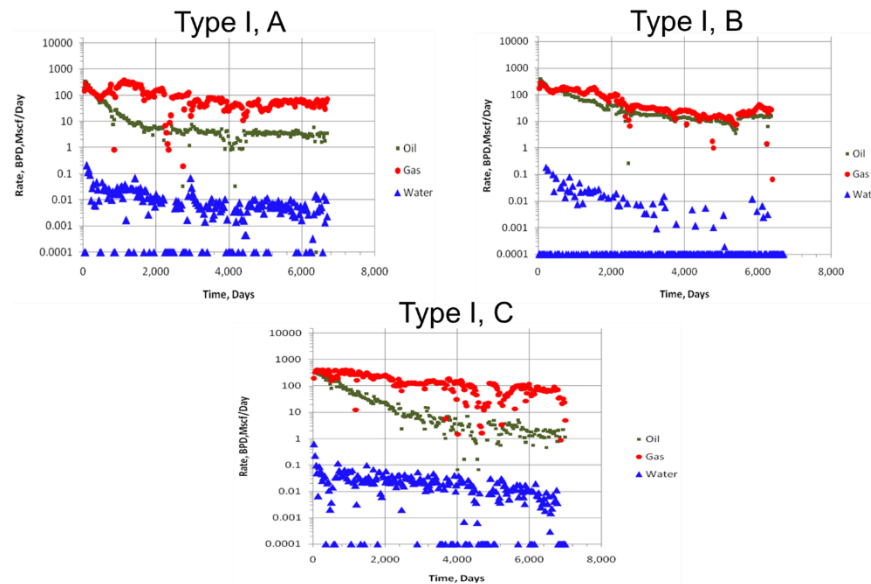 Type I, A
10000
1000
100
10
1
0.1
0.01
0.001
0.0001
Rate, BPD,Mscf/Day
0 2,000 4,000 6,000 8,000
Time, Days
Oil
Gas
Water
Type I, B
10000
1000
100
10
1
0.1
0.01
0.001
0.0001
Rate, BPD,Mscf/Day
0 2,000 4,000 6,000 8,000
Time, Days
Oil
Gas
Water
Type I, C
10000
1000
100
10
1
0.1
0.01
0.001
0.0001
Rate, BPD,Mscf/Day
0 2,000 4,000 6,000 8,000
Time, Days
Oil
Gas
Water